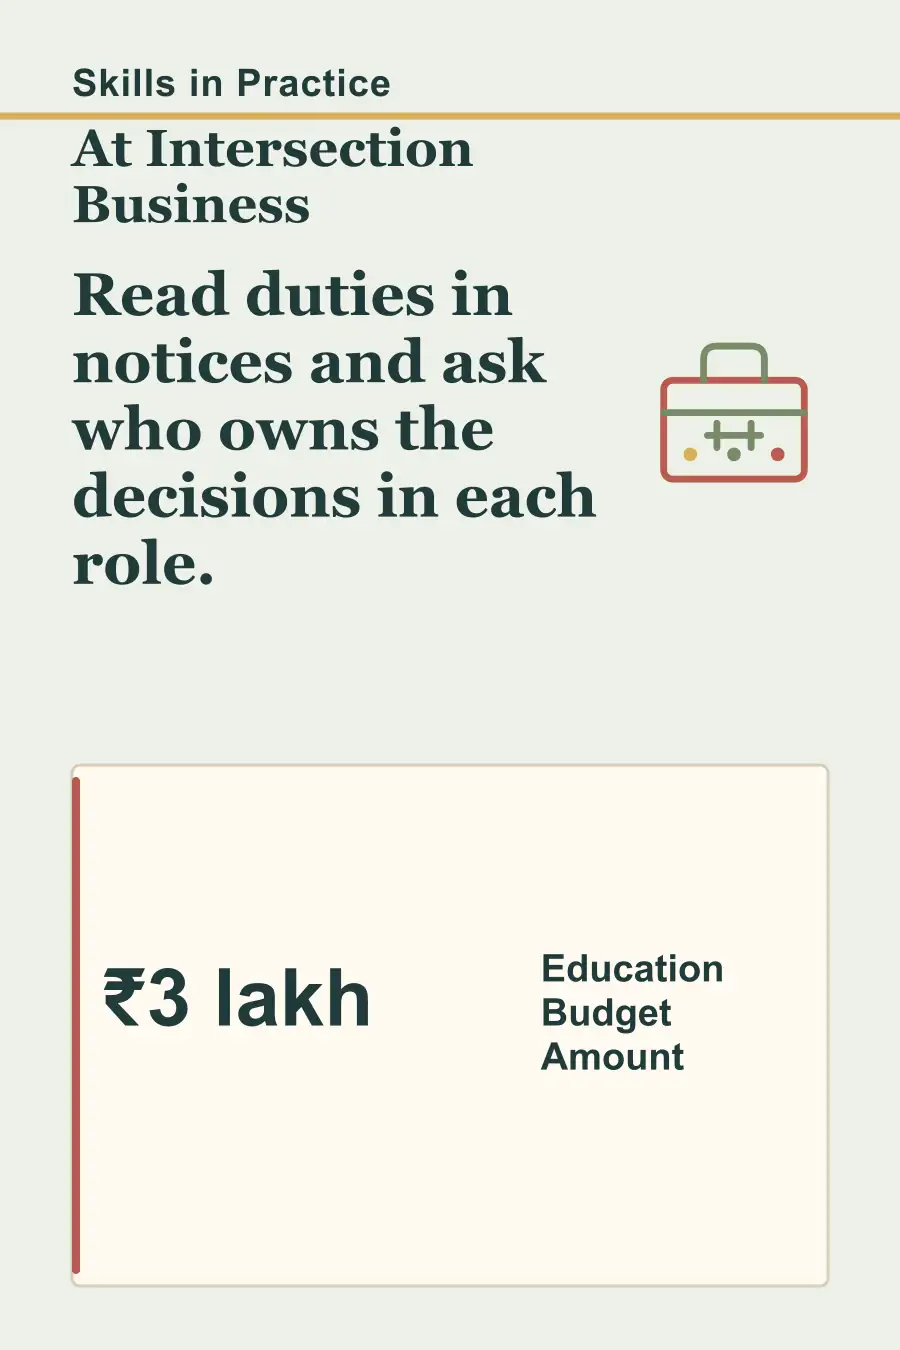 Skills in Practice
At Intersection
Business
Read duties in
notices and ask
who owns the
decisions in each
role.
₹3 lakh
Education
Budget
Amount